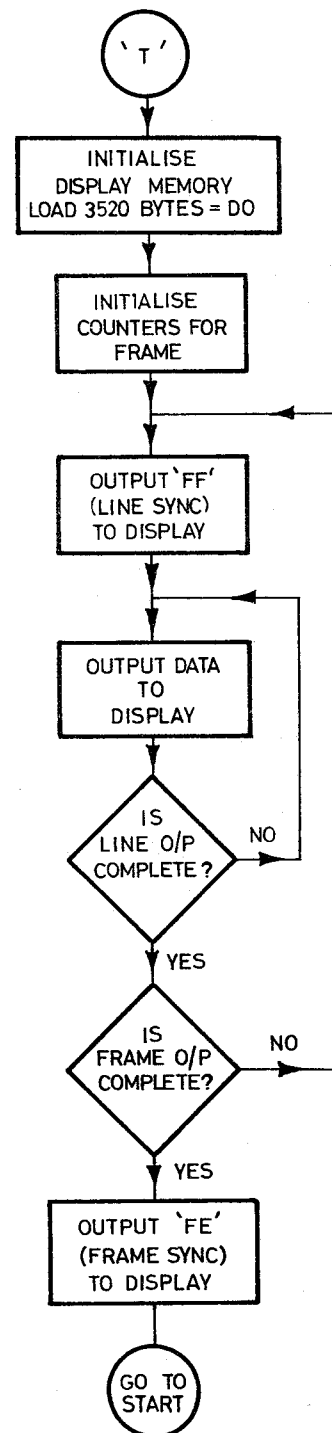 'T'
INITIALISE
DISPLAY MEMORY
LOAD 3520 BYTES = DO
INITIALISE
COUNTERS FOR
FRAME
OUTPUT 'FF'
(LINE SYNC)
TO DISPLAY
OUTPUT DATA
TO
DISPLAY
IS
LINE O/P
COMPLETE?
NO
YES
IS
FRAME O/P
COMPLETE?
NO
YES
OUTPUT 'FE'
(FRAME SYNC)
TO DISPLAY
GO TO
START